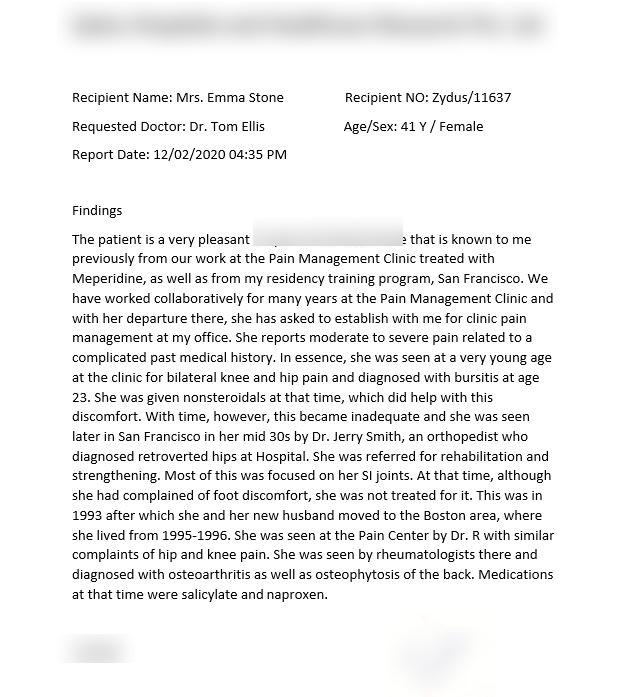 Recipient Name: Mrs. Emma Stone Recipient NO: Zydus/11637
Requested Doctor: Dr. Tom Ellis Age/Sex: 41 Y / Female
Report Date: 12/02/2020 04:35 PM
Findings
The patient is a very pleasant that is known to me
previously from our work at the Pain Management Clinic treated with
Meperidine, as well as from my residency training program, San Francisco. We
have worked collaboratively for many years at the Pain Management Clinic and
with her departure there, she has asked to establish with me for clinic pain
management at my office. She reports moderate to severe pain related to a
complicated past medical history. In essence, she was seen at a very young age
at the clinic for bilateral knee and hip pain and diagnosed with bursitis at age
23. She was given nonsteroidals at that time, which did help with this
discomfort. With time, however, this became inadequate and she was seen
later in San Francisco in her mid 30s by Dr. Jerry Smith, an orthopedist who
diagnosed retroverted hips at Hospital. She was referred for rehabilitation and
strengthening. Most of this was focused on her SI joints. At that time, although
she had complained of foot discomfort, she was not treated for it. This was in
1993 after which she and her new husband moved to the Boston area, where
she lived from 1995-1996. She was seen at the Pain Center by Dr. R with similar
complaints of hip and knee pain. She was seen by rheumatologists there and
diagnosed with osteoarthritis as well as osteophytosis of the back. Medications
at that time were salicylate and naproxen.